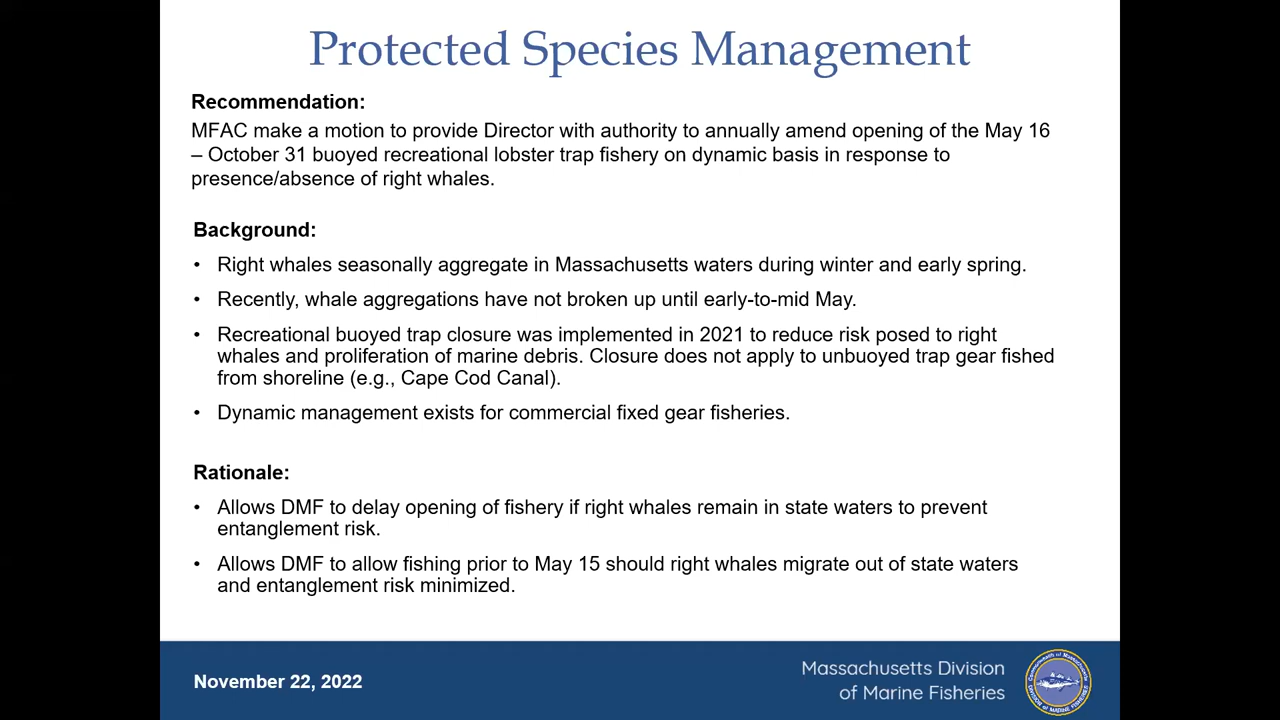 Protected Species Management
Recommendation:
MFAC make a motion to provide Director with authority to annually amend opening of the May 16
– October 31 buoyed recreational lobster trap fishery on dynamic basis in response to
presence/absence of right whales.
Background:
• Right whales seasonally aggregate in Massachusetts waters during winter and early spring.
• Recently, whale aggregations have not broken up until early-to-mid May.
• Recreational buoyed trap closure was implemented in 2021 to reduce risk posed to right
whales and proliferation of marine debris. Closure does not apply to unbuoyed trap gear fished
from shoreline (e.g., Cape Cod Canal).
• Dynamic management exists for commercial fixed gear fisheries.
Rationale:
• Allows DMF to delay opening of fishery if right whales remain in state waters to prevent
entanglement risk.
• Allows DMF to allow fishing prior to May 15 should right whales migrate out of state waters
and entanglement risk minimized.
November 22, 2022
Massachusetts Division
of Marine Fisheries
Commonwealth of Massachusetts
Division of Marine Fisheries